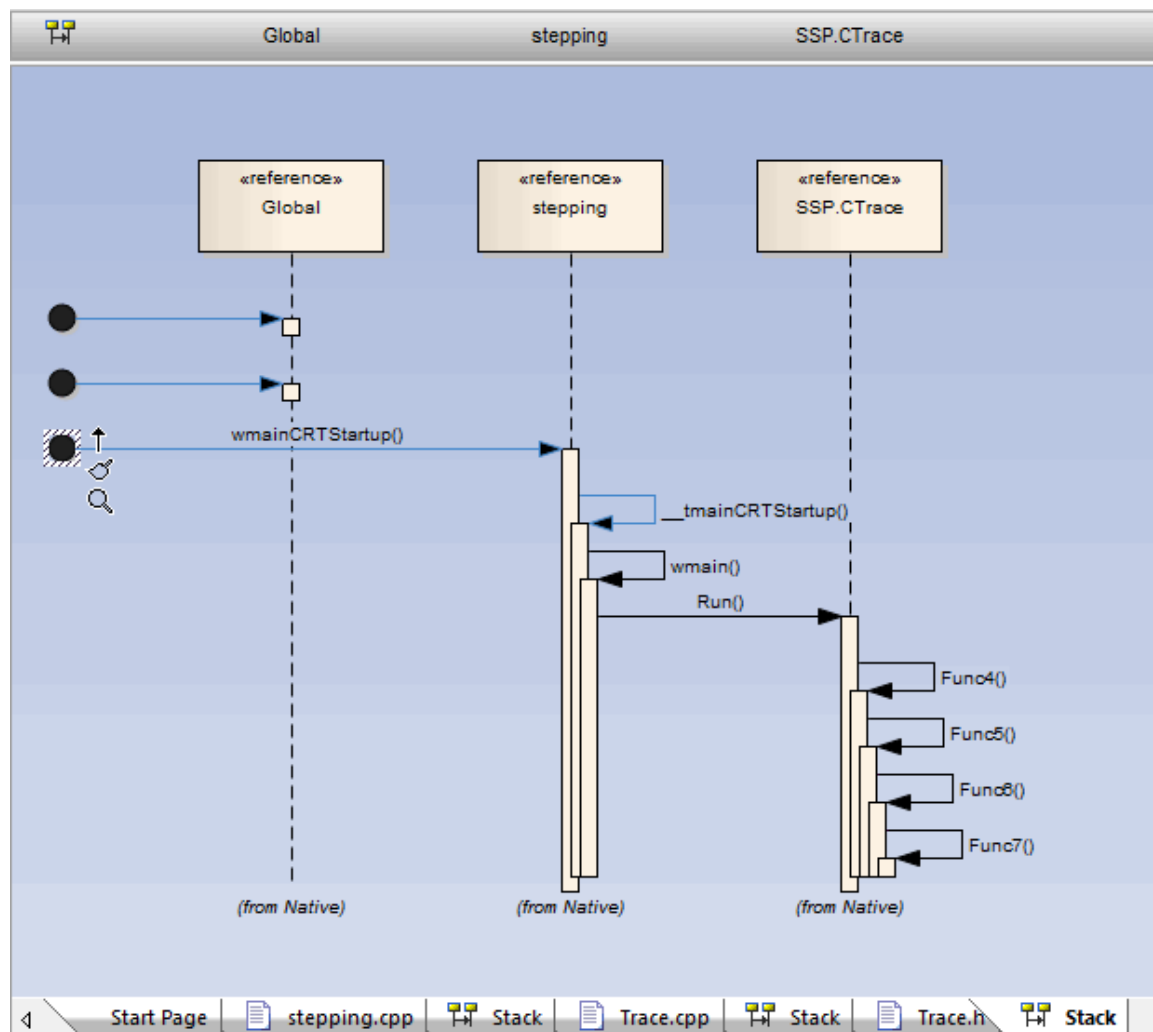 Global stepping SSP.CTrace
«reference» «reference» «reference»
Global stepping SSP.CTrace
wmainCRTStartup()
__tmainCRTStartup()
wmain()
Run()
Func4()
Func5()
Func6()
Func7()
(from Native) (from Native) (from Native)
Start Page stepping.cpp Stack Trace.cpp Stack Trace.h Stack